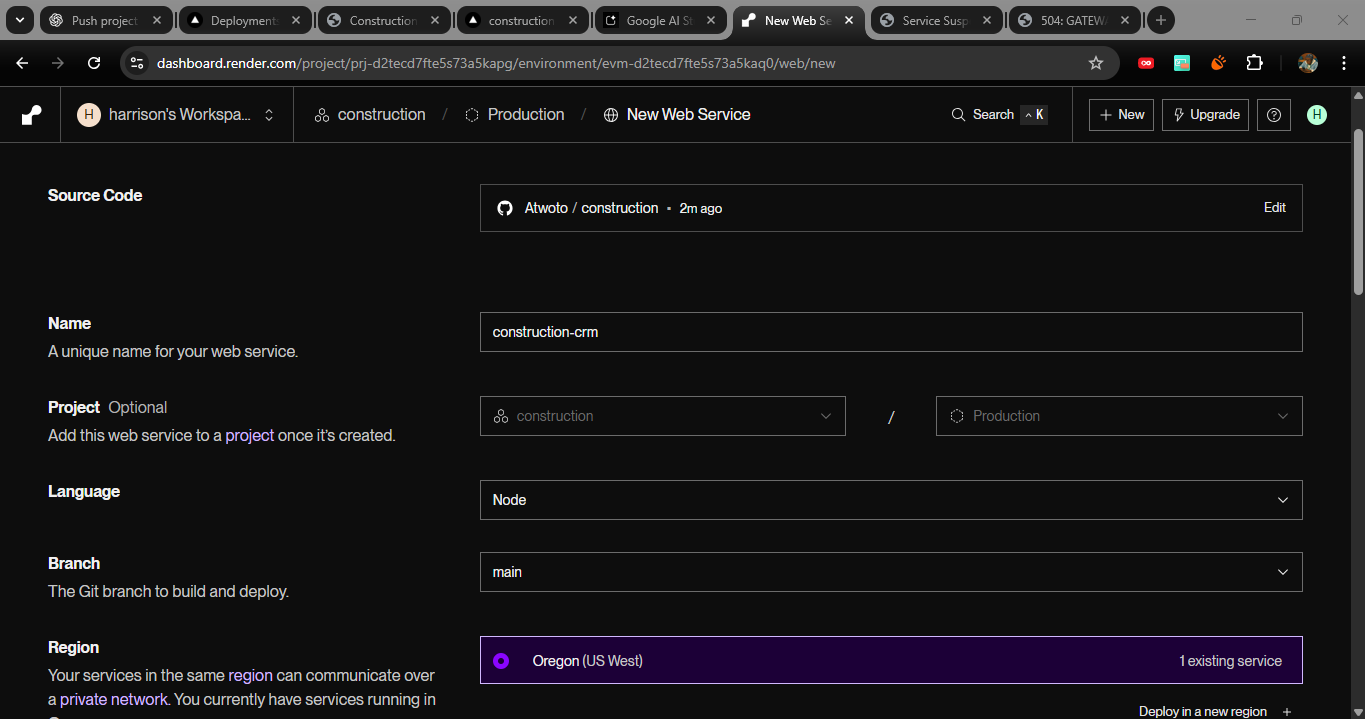 Push project
Deployments
Construction
construction
Google AI St
New Web Se
Service Susp
504: GATEWA
dashboard.render.com/project/prj-d2tecd7fte5s73a5kapg/environment/evm-d2tecd7fte5s73a5kaq0/web/new
H harrison's Workspa... construction / Production / New Web Service Search ^ K + New Upgrade H
Source Code
Atwoto / construction • 2m ago Edit
Name
A unique name for your web service.
construction-crm
Project Optional
Add this web service to a project once it's created.
construction / Production
Language
Node
Branch
The Git branch to build and deploy.
main
Region
Your services in the same region can communicate over
a private network. You currently have services running in
Oregon (US West) 1 existing service
Deploy in a new region +